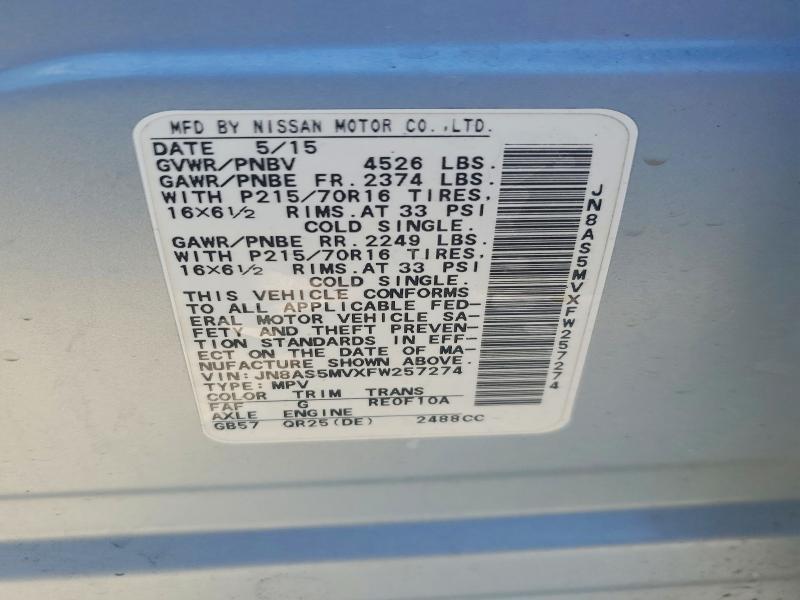 MFD BY NISSAN MOTOR CO.,LTD.
DATE 5/15
GVWR/PNBV 4526 LBS.
GAWR/PNBE FR. 2374 LBS.
WITH P215/70R16 TIRES,
16×6½ RIMS.AT 33 PSI
COLD SINGLE.
GAWR/PNBE RR. 2249 LBS.
WITH P215/70R16 TIRES,
16×6½ RIMS.AT 33 PSI
COLD SINGLE.
THIS VEHICLE CONFORMS
TO ALL APPLICABLE FED-
ERAL MOTOR VEHICLE SA-
FETY AND THEFT PREVEN-
TION STANDARDS IN EFF-
ECT ON THE DATE OF MA-
NUFACTURE SHOWN ABOVE.
VIN: JN8AS5MVXFW257274
TYPE: MPV
COLOR TRIM TRANS
FAF G RE0F10A
AXLE ENGINE
GB57 QR25(DE) 2488CC
JN8AS5MVXFW257274